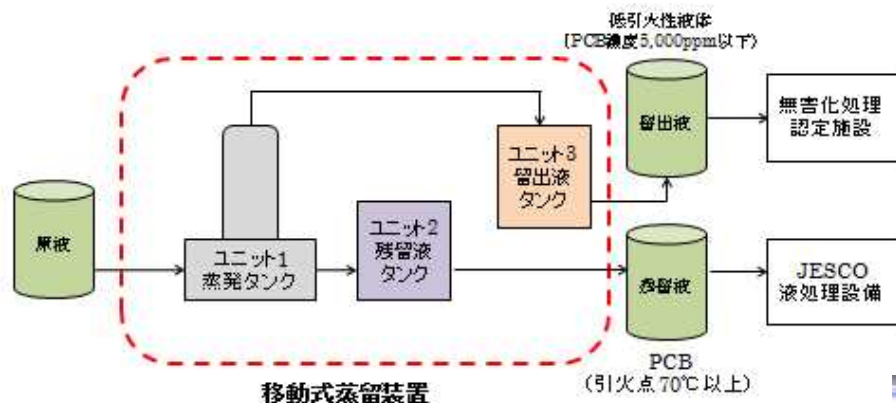 低引火性液体
(PCB濃度5,000ppm以下)
留出液
無害化処理
認定施設
ユニット3
留出液
タンク
原液
ユニット1
蒸発タンク
ユニット2
残留液
タンク
残留液
JESCO
液処理設備
PCB
(引火点70℃以上)
移動式蒸留装置